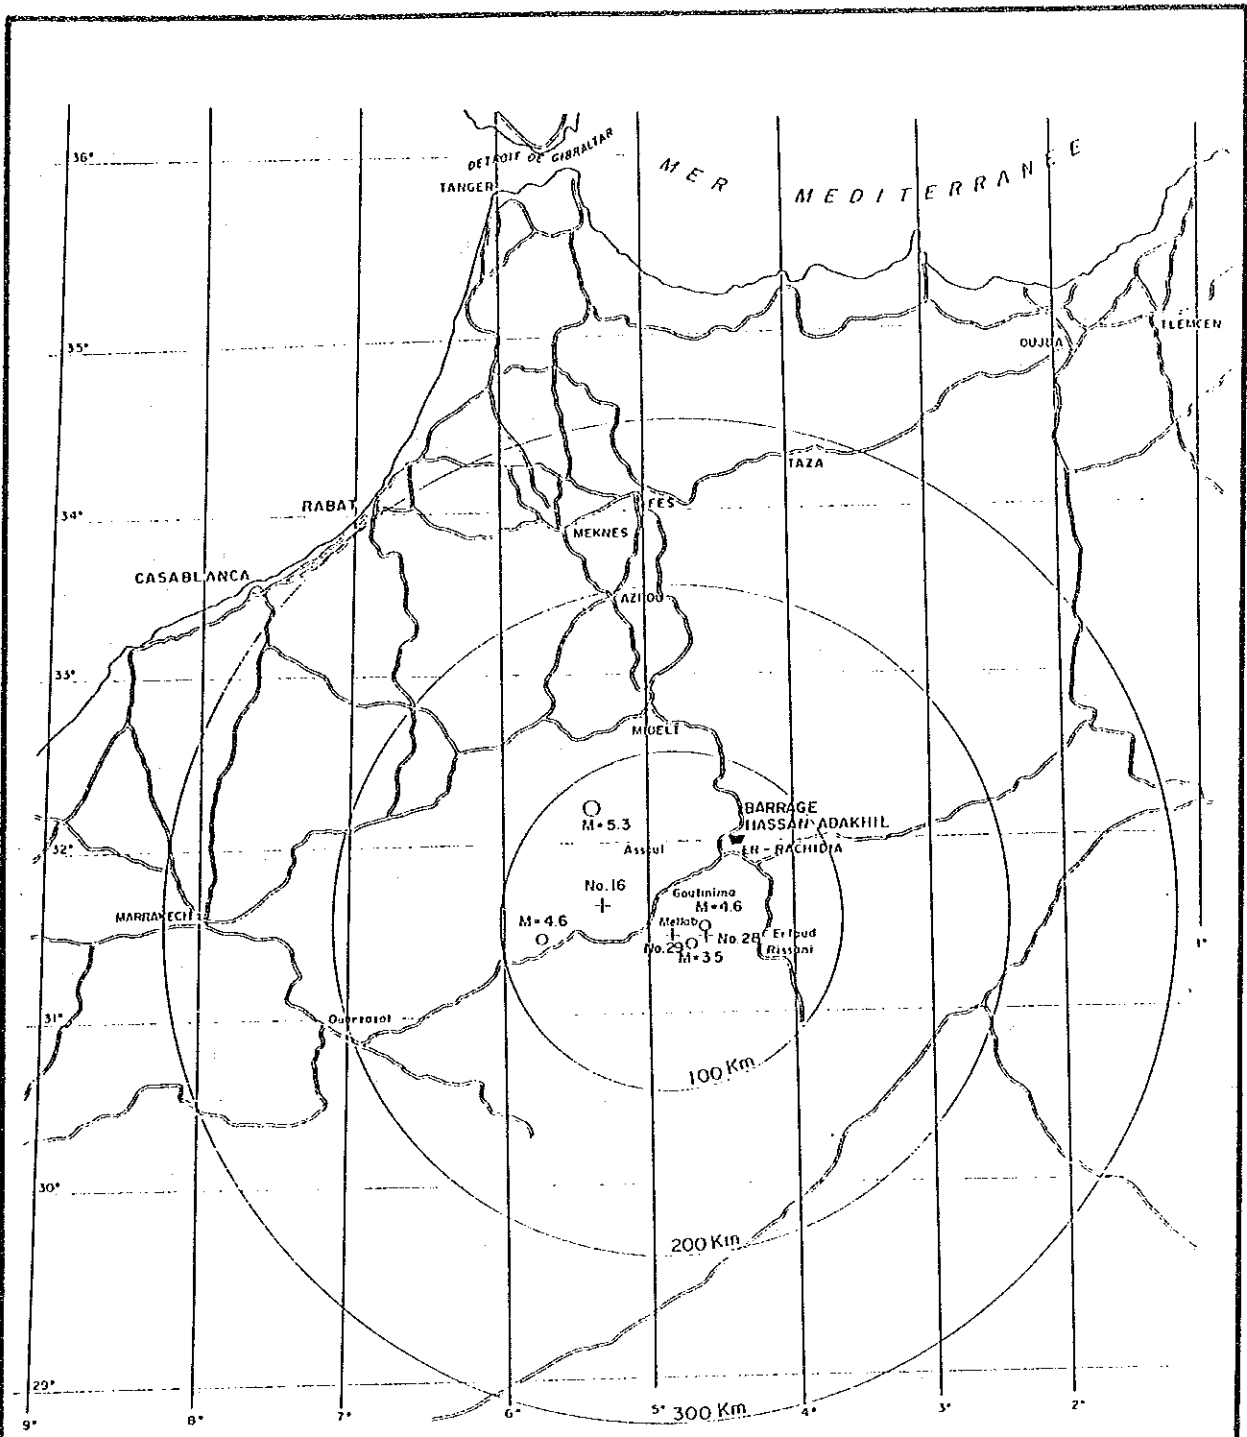 36°
DETROIT DE GIBRALTAR
TANGER
MER MEDITERRANEE
35°
OUJDA
TLEMCEN
TAZA
RABAT
34°
FES
MEKNES
CASABLANCA
AZROU
33°
MIDELT
BARRAGE
HASSAN ADAKHIL
M=5.3
32°
Assoul
ER-RACHIDIA
No.16
Goulmima
M=4.6
MARRAKECH
M=4.6
Mellab
No.28
Erfoud
1°
No.29
Rissani
M=3.5
31°
Ouarzazat
100 Km
30°
200 Km
29°
9°
8°
7°
6°
5°
300 Km
4°
3°
2°